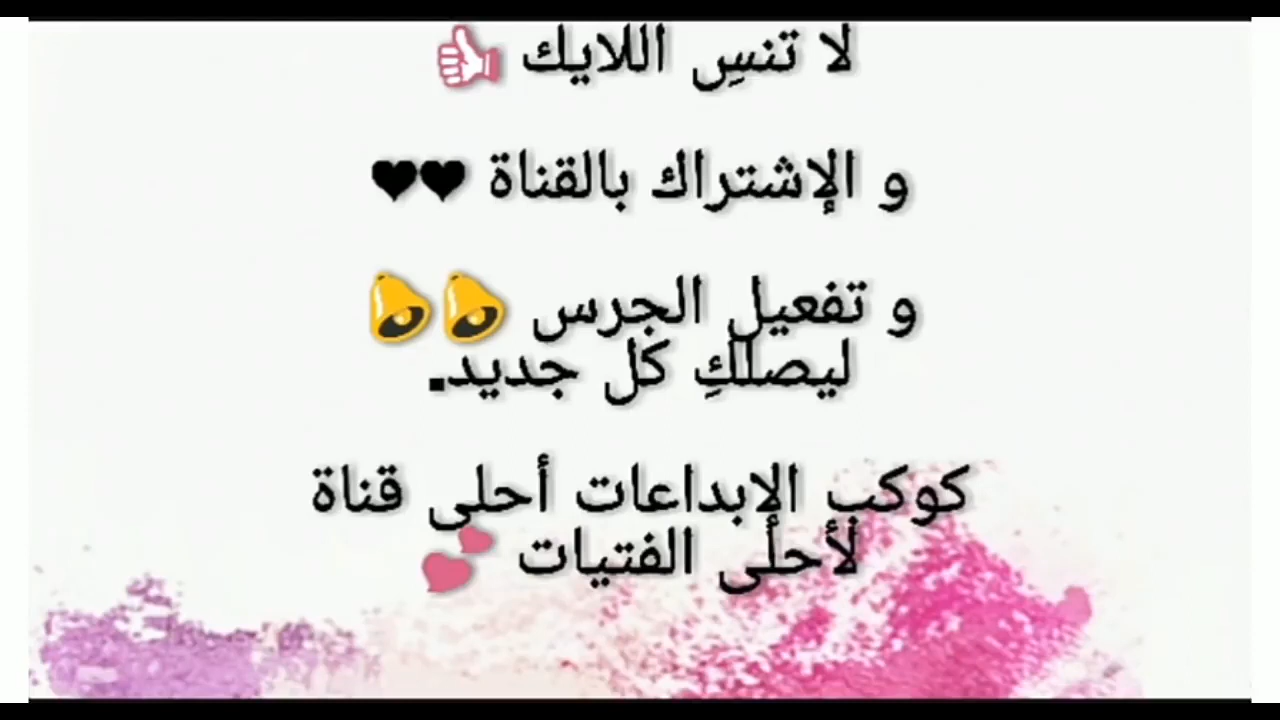 لا تنسِ اللايك 👍
و الإشتراك بالقناة ♥♥
و تفعيل الجرس 🔔🔔
ليصلكِ كل جديد.
كوكب الإبداعات أحلى قناة
لأحلى الفتيات 💕